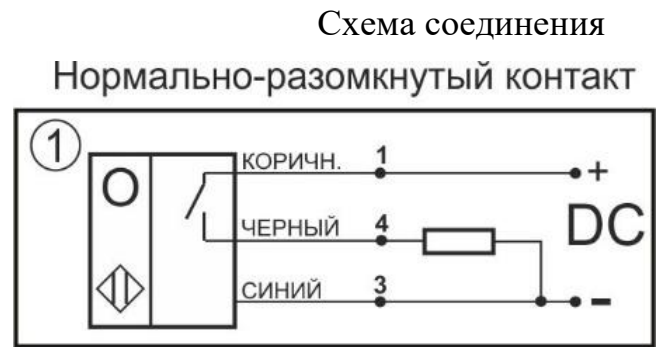 Схема соединения
Нормально-разомкнутый контакт
1
О
КОРИЧН. 1 +
ЧЕРНЫЙ 4 DC
СИНИЙ 3 -